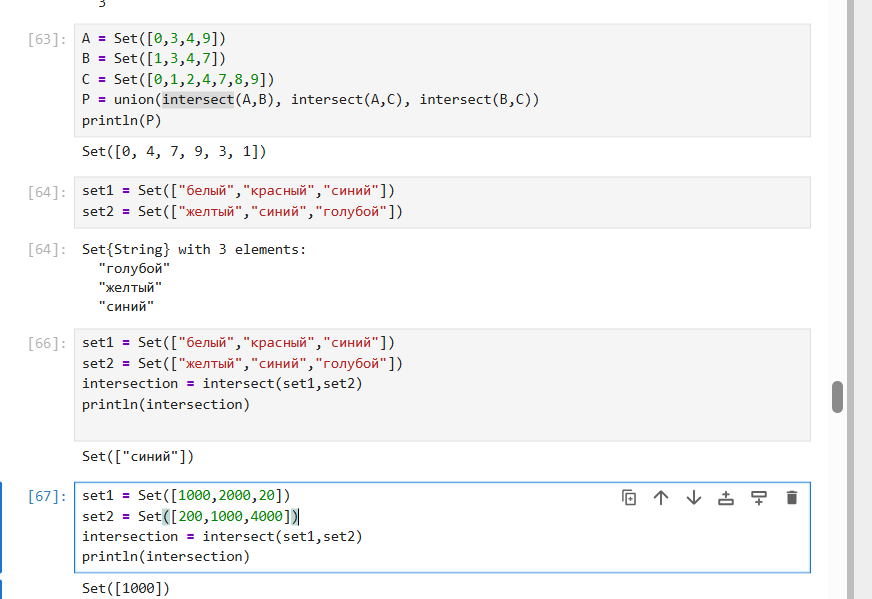 3
[63]: A = Set([0,3,4,9])
B = Set([1,3,4,7])
C = Set([0,1,2,4,7,8,9])
P = union(intersect(A,B), intersect(A,C), intersect(B,C))
println(P)
Set([0, 4, 7, 9, 3, 1])
[64]: set1 = Set(["белый","красный","синий"])
set2 = Set(["желтый","синий","голубой"])
[64]: Set{String} with 3 elements:
"голубой"
"желтый"
"синий"
[66]: set1 = Set(["белый","красный","синий"])
set2 = Set(["желтый","синий","голубой"])
intersection = intersect(set1,set2)
println(intersection)
Set(["синий"])
[67]: set1 = Set([1000,2000,20])
set2 = Set([200,1000,4000])
intersection = intersect(set1,set2)
println(intersection)
Set([1000])